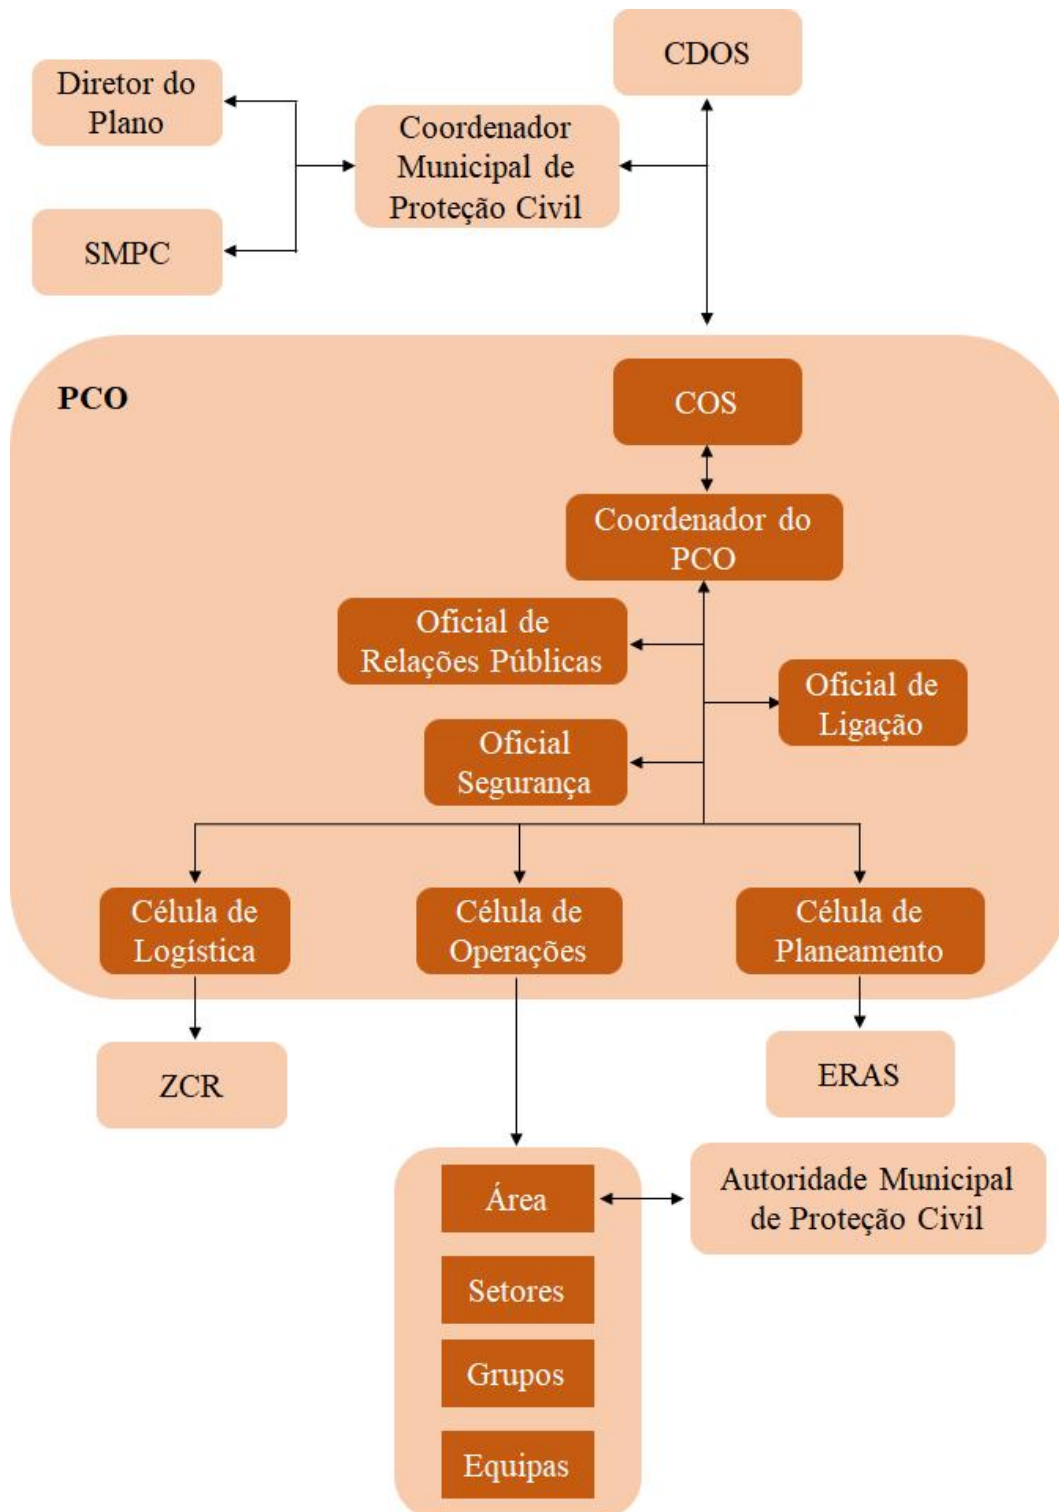 CDOS
Diretor do
Plano
Coordenador
Municipal de
Proteção Civil
SMPC
PCO
COS
Coordenador do
PCO
Oficial de
Relações Públicas
Oficial de
Ligação
Oficial
Segurança
Célula de
Logística
Célula de
Operações
Célula de
Planeamento
ZCR
ERAS
Área
Autoridade Municipal
de Proteção Civil
Setores
Grupos
Equipas